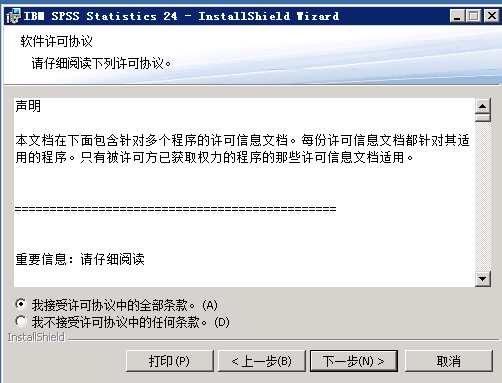 IBM SPSS Statistics 24 - InstallShield Wizard
软件许可协议
请仔细阅读下列许可协议。
声明
本文档在下面包含针对多个程序的许可信息文档。每份许可信息文档都针对其适
用的程序。只有被许可方已获取权力的程序的那些许可信息文档适用。
==============================================
重要信息：请仔细阅读
我接受许可协议中的全部条款。(A)
我不接受许可协议中的任何条款。(D)
InstallShield
打印(P)
< 上一步(B)
下一步(N) >
取消